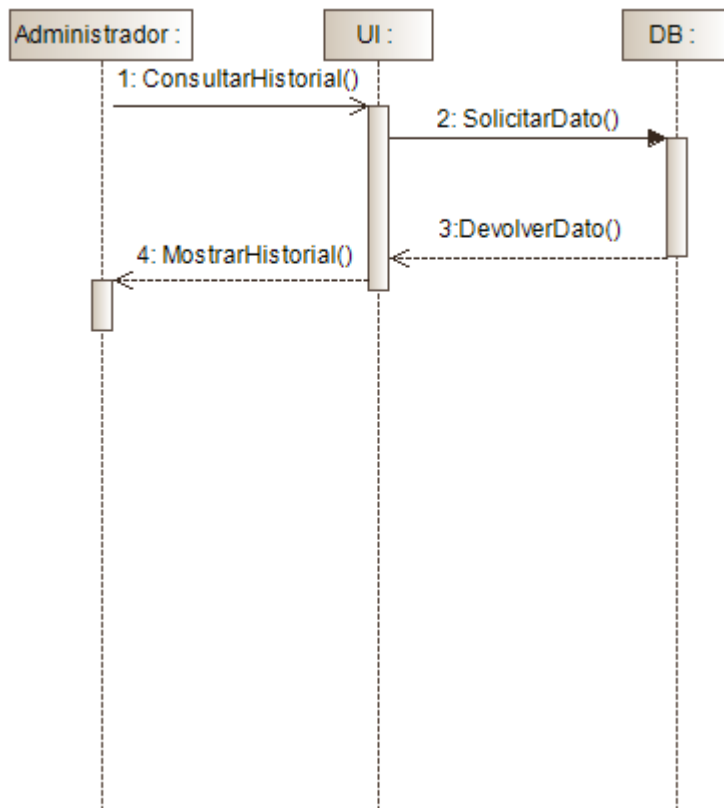 Administrador :
UI :
DB :
1: ConsultarHistorial()
2: SolicitarDato()
3:DevolverDato()
4: MostrarHistorial()